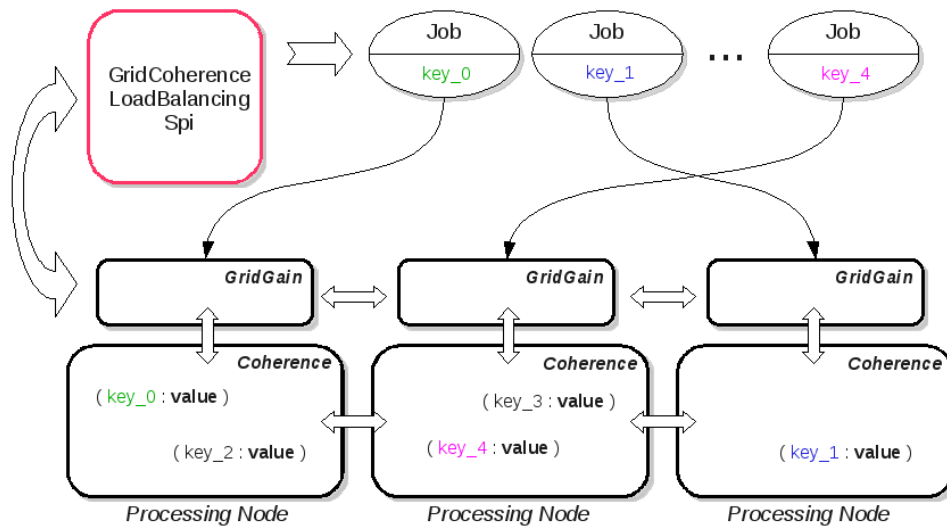 GridCoherence
LoadBalancing
Spi
Job
key_0
Job
key_1
...
Job
key_4
GridGain
GridGain
GridGain
Coherence
( key_0 : value )
( key_2 : value )
Coherence
( key_3 : value )
( key_4 : value )
Coherence
( key_1 : value )
Processing Node
Processing Node
Processing Node